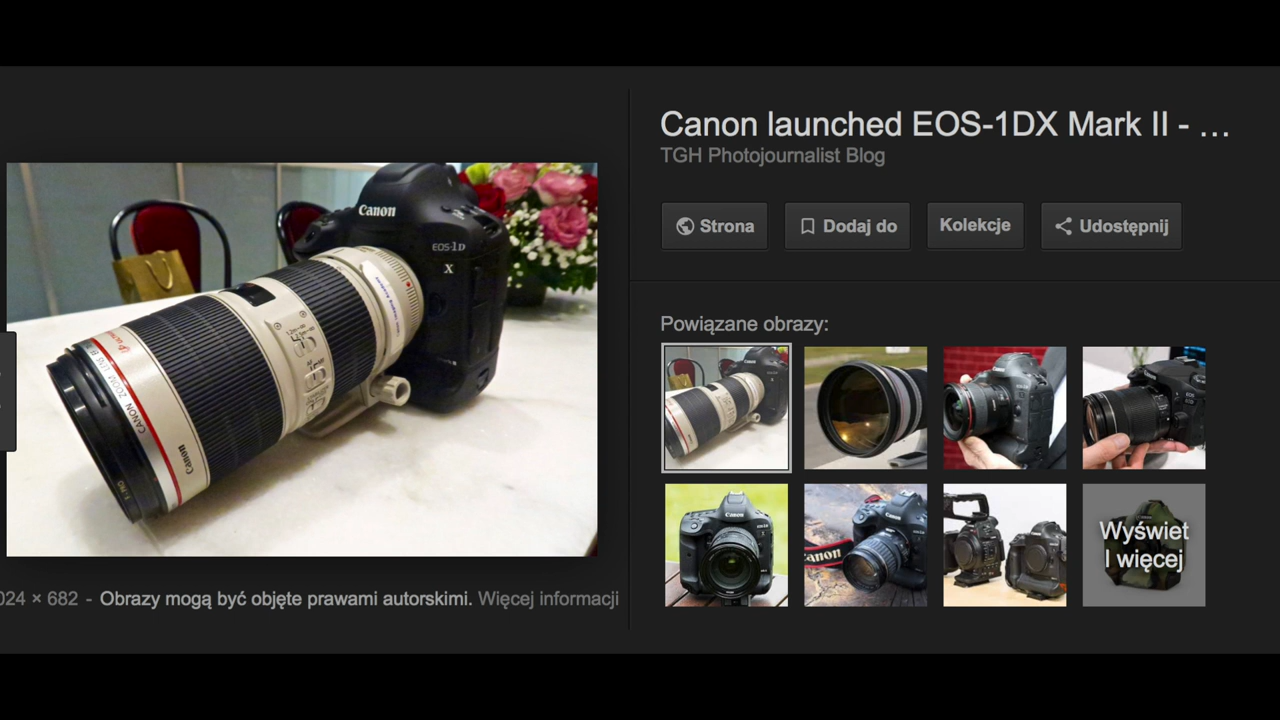 Canon launched EOS-1DX Mark II - …
TGH Photojournalist Blog
Strona
Dodaj do
Kolekcje
Udostępnij
Canon
EOS-1D
X
CANON ZOOM LENS
Canon
Powiązane obrazy:
Wyświet
l więcej
024 × 682 - Obrazy mogą być objęte prawami autorskimi. Więcej informacji